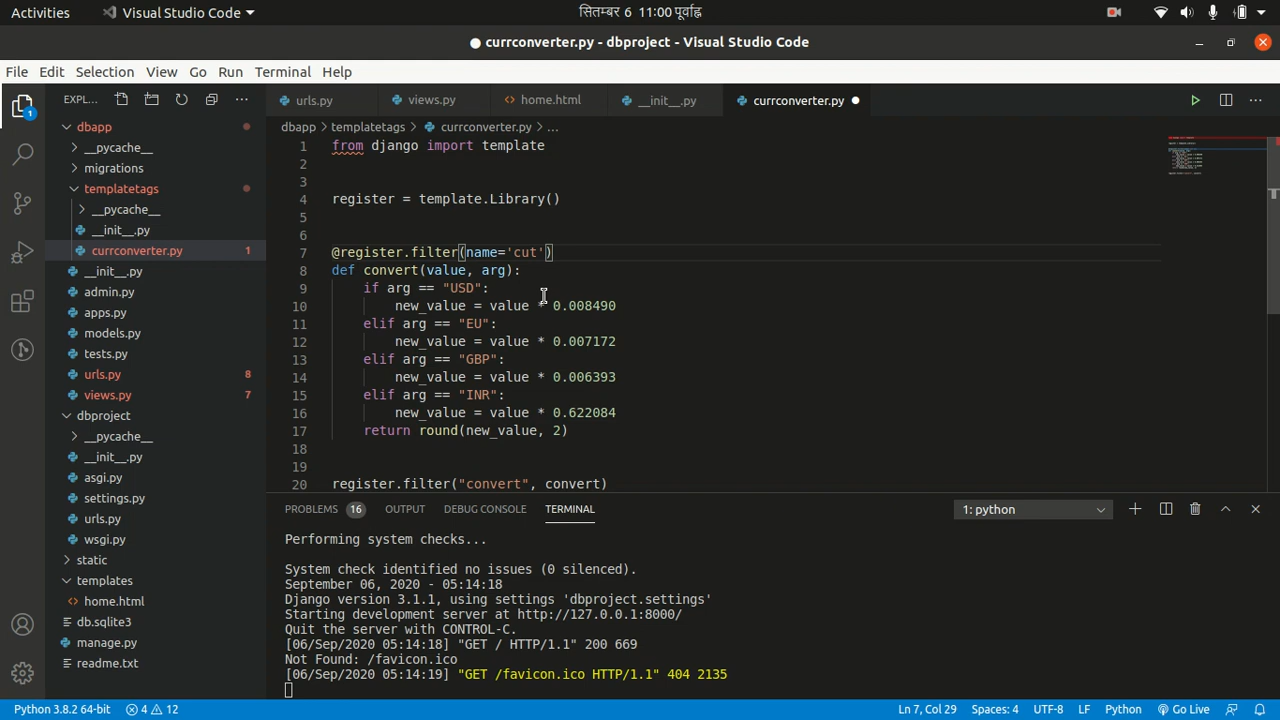 Activities Visual Studio Code सितम्बर 6 11:00 पूर्वाह्न
● currconverter.py - dbproject - Visual Studio Code
File Edit Selection View Go Run Terminal Help
EXPL... urls.py views.py home.html __init__.py currconverter.py
1
dbapp > templatetags > currconverter.py > ...
dbapp
__pycache__
migrations
templatetags
__pycache__
__init__.py
currconverter.py 1
__init__.py
admin.py
apps.py
models.py
tests.py
urls.py 8
views.py 7
dbproject
__pycache__
__init__.py
asgi.py
settings.py
urls.py
wsgi.py
static
templates
home.html
db.sqlite3
manage.py
readme.txt
1 from django import template
2
3
4 register = template.Library()
5
6
7 @register.filter(name='cut')
8 def convert(value, arg):
9 if arg == "USD":
10 new_value = value * 0.008490
11 elif arg == "EU":
12 new_value = value * 0.007172
13 elif arg == "GBP":
14 new_value = value * 0.006393
15 elif arg == "INR":
16 new_value = value * 0.622084
17 return round(new_value, 2)
18
19
20 register.filter("convert", convert)
PROBLEMS 16 OUTPUT DEBUG CONSOLE TERMINAL 1: python
Performing system checks...
System check identified no issues (0 silenced).
September 06, 2020 - 05:14:18
Django version 3.1.1, using settings 'dbproject.settings'
Starting development server at http://127.0.0.1:8000/
Quit the server with CONTROL-C.
[06/Sep/2020 05:14:18] "GET / HTTP/1.1" 200 669
Not Found: /favicon.ico
[06/Sep/2020 05:14:19] "GET /favicon.ico HTTP/1.1" 404 2135
Python 3.8.2 64-bit 4 12 Ln 7, Col 29 Spaces: 4 UTF-8 LF Python Go Live